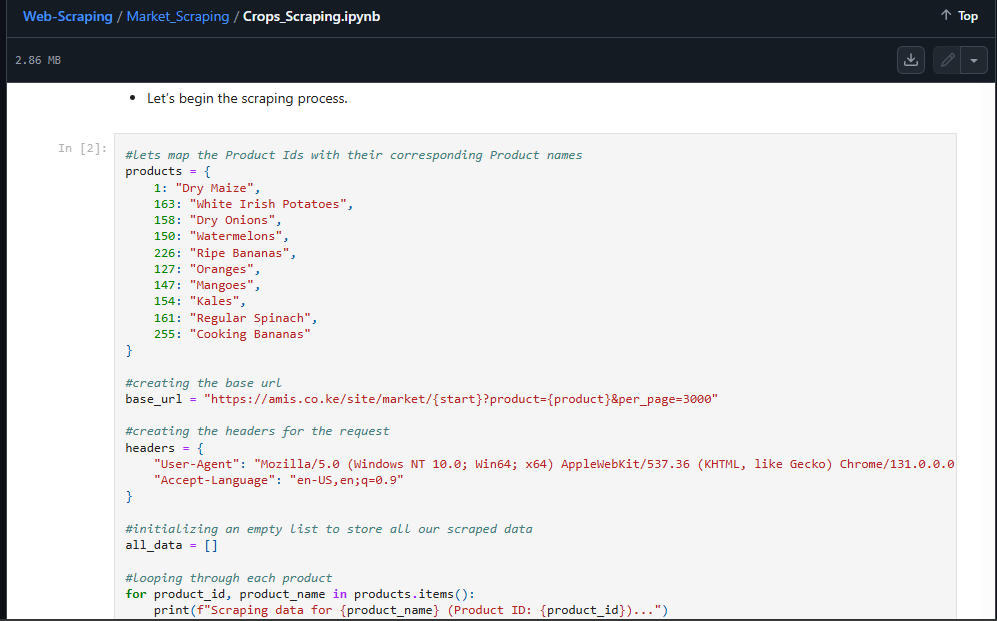 Web-Scraping / Market_Scraping / Crops_Scraping.ipynb
↑ Top
2.86 MB
• Let's begin the scraping process.
In [2]:
#lets map the Product Ids with their corresponding Product names
products = {
    1: "Dry Maize",
    163: "White Irish Potatoes",
    158: "Dry Onions",
    150: "Watermelons",
    226: "Ripe Bananas",
    127: "Oranges",
    147: "Mangoes",
    154: "Kales",
    161: "Regular Spinach",
    255: "Cooking Bananas"
}
#creating the base url
base_url = "https://amis.co.ke/site/market/{start}?product={product}&per_page=3000"
#creating the headers for the request
headers = {
    "User-Agent": "Mozilla/5.0 (Windows NT 10.0; Win64; x64) AppleWebKit/537.36 (KHTML, like Gecko) Chrome/131.0.0.0
    "Accept-Language": "en-US,en;q=0.9"
}
#initializing an empty list to store all our scraped data
all_data = []
#looping through each product
for product_id, product_name in products.items():
    print(f"Scraping data for {product_name} (Product ID: {product_id})...")